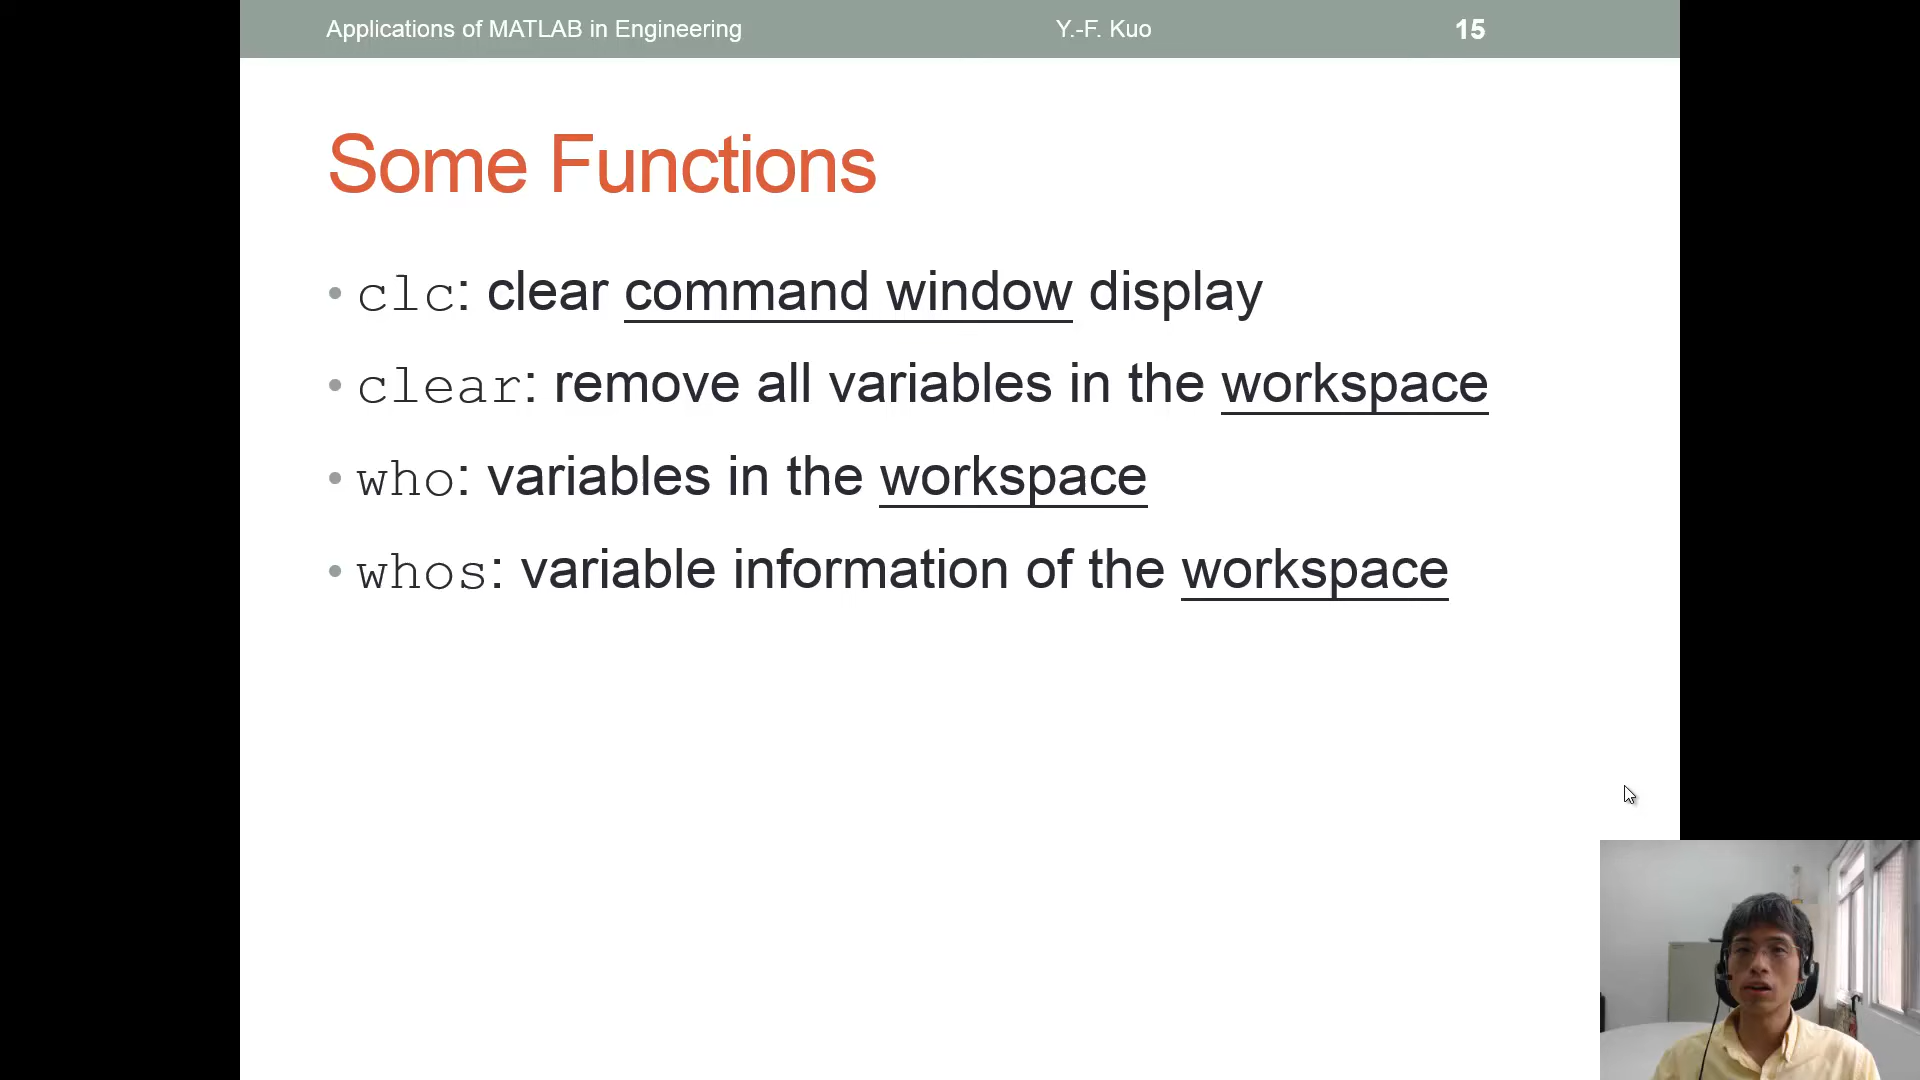 Applications of MATLAB in Engineering Y.-F. Kuo 15
Some Functions
• clc: clear command window display
• clear: remove all variables in the workspace
• who: variables in the workspace
• whos: variable information of the workspace